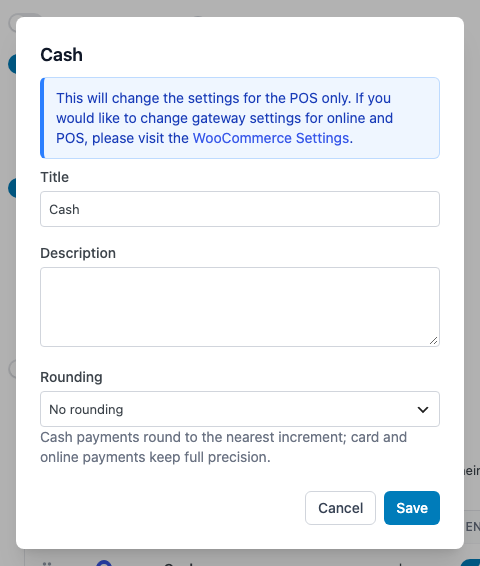 Cash
This will change the settings for the POS only. If you
would like to change gateway settings for online and
POS, please visit the WooCommerce Settings.
Title
Cash
Description
Rounding
No rounding
Cash payments round to the nearest increment; card and
online payments keep full precision.
Cancel
Save